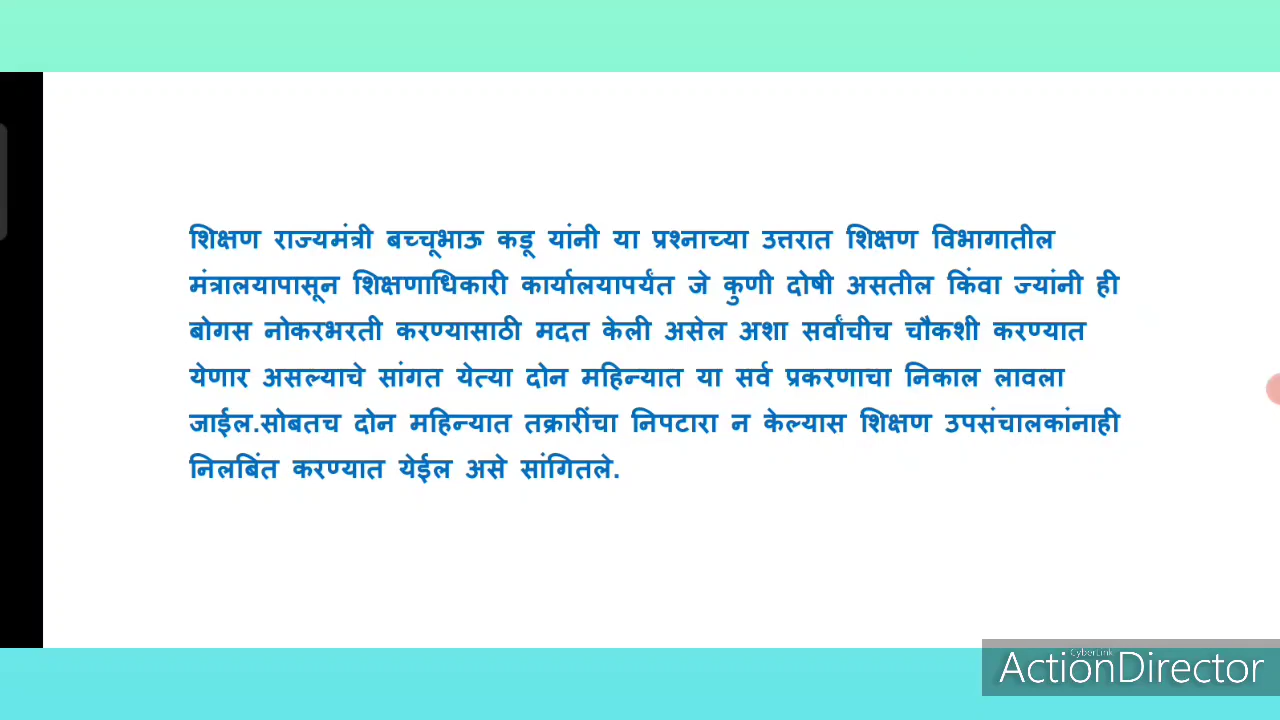 शिक्षण राज्यमंत्री बच्चूभाऊ कडू यांनी या प्रश्नाच्या उत्तरात शिक्षण विभागातील
मंत्रालयापासून शिक्षणाधिकारी कार्यालयापर्यंत जे कुणी दोषी असतील किंवा ज्यांनी ही
बोगस नोकरभरती करण्यासाठी मदत केली असेल अशा सर्वांचीच चौकशी करण्यात
येणार असल्याचे सांगत येत्या दोन महिन्यात या सर्व प्रकरणाचा निकाल लावला
जाईल.सोबतच दोन महिन्यात तक्रारींचा निपटारा न केल्यास शिक्षण उपसंचालकांनाही
निलबिंत करण्यात येईल असे सांगितले.
CyberLink
ActionDirector